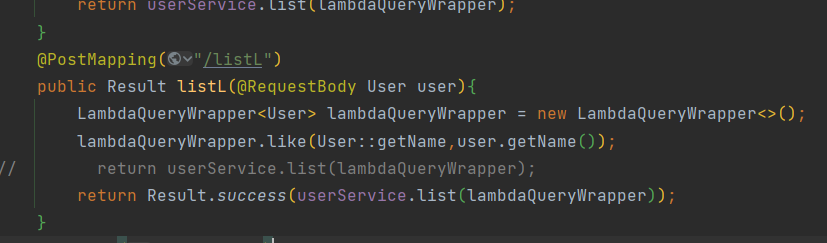 return userService.list(lambdaQueryWrapper);
}
@PostMapping("/listL")
public Result listL(@RequestBody User user){
LambdaQueryWrapper<User> lambdaQueryWrapper = new LambdaQueryWrapper<>();
lambdaQueryWrapper.like(User::getName,user.getName());
// return userService.list(lambdaQueryWrapper);
return Result.success(userService.list(lambdaQueryWrapper));
}